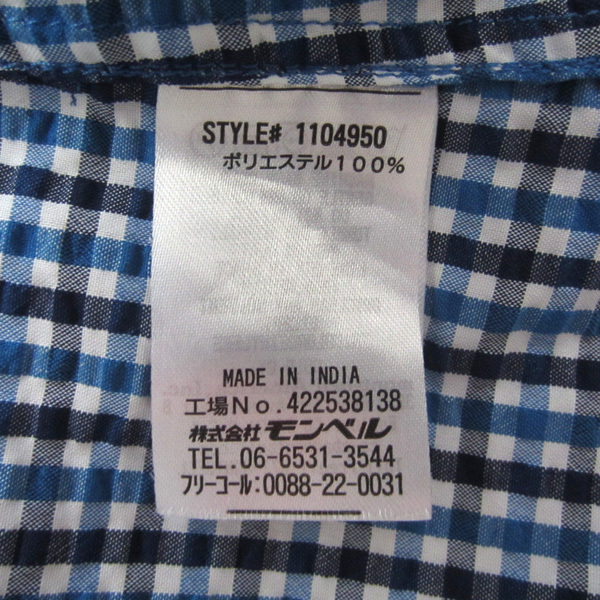 STYLE# 1104950
ポリエステル100%
MADE IN INDIA
工場No.422538138
株式会社 モンベル
TEL.06-6531-3544
フリーコール:0088-22-0031